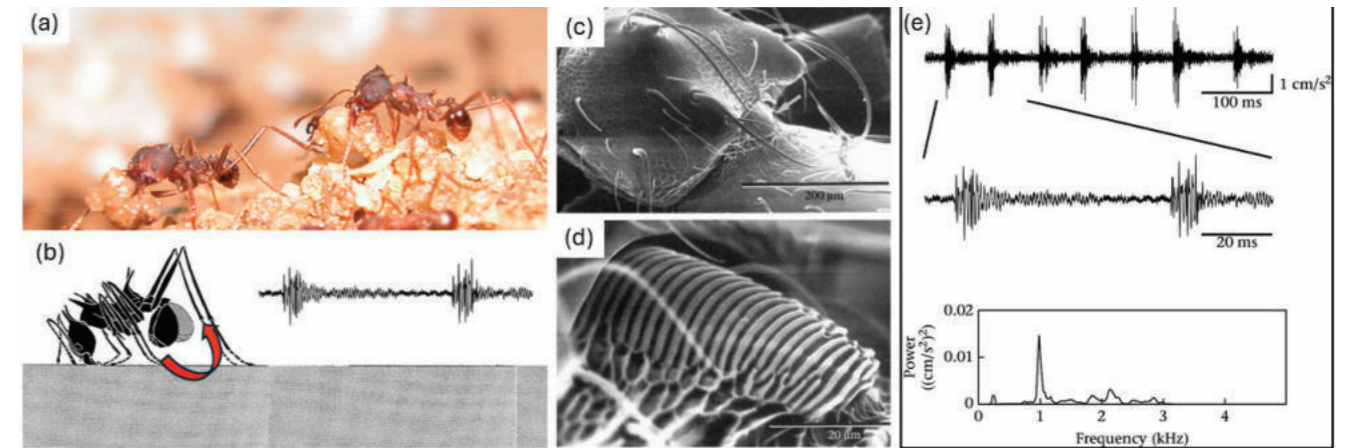 (a)
(b)
(c)
200 µm
(d)
20 µm
(e)
1 cm/s²
100 ms
20 ms
0.02
0.01
0
Power
((cm/s²)²)
0 1 2 3 4
Frequency (kHz)